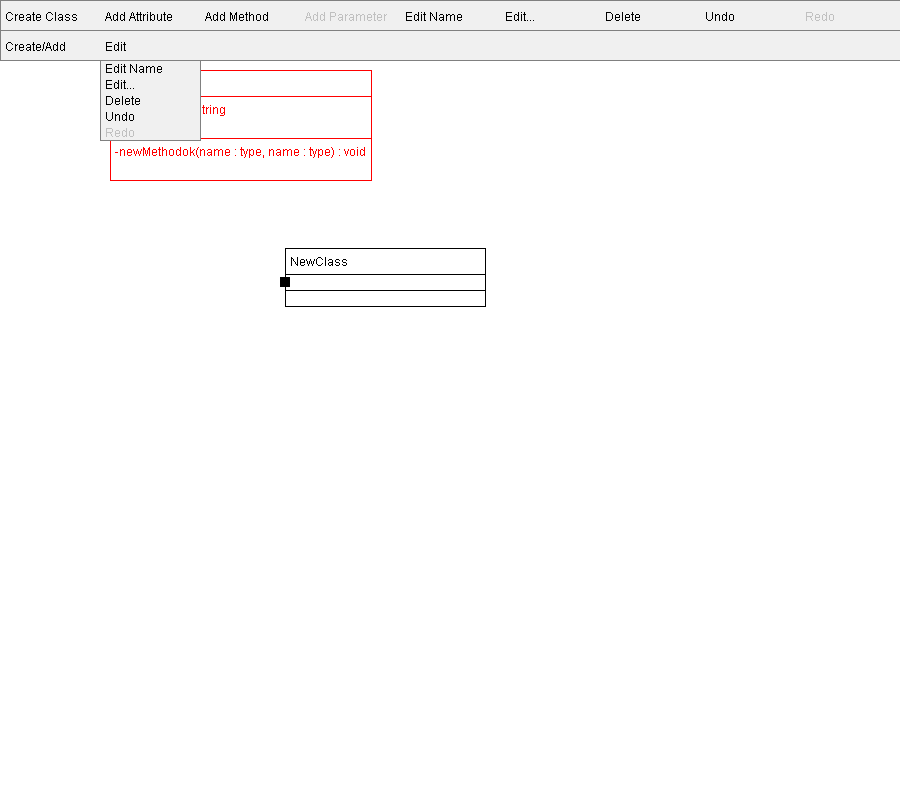 Create Class Add Attribute Add Method Add Parameter Edit Name Edit... Delete Undo Redo
Create/Add Edit
Edit Name
Edit...
Delete
Undo
Redo
tring
-newMethodok(name : type, name : type) : void
NewClass